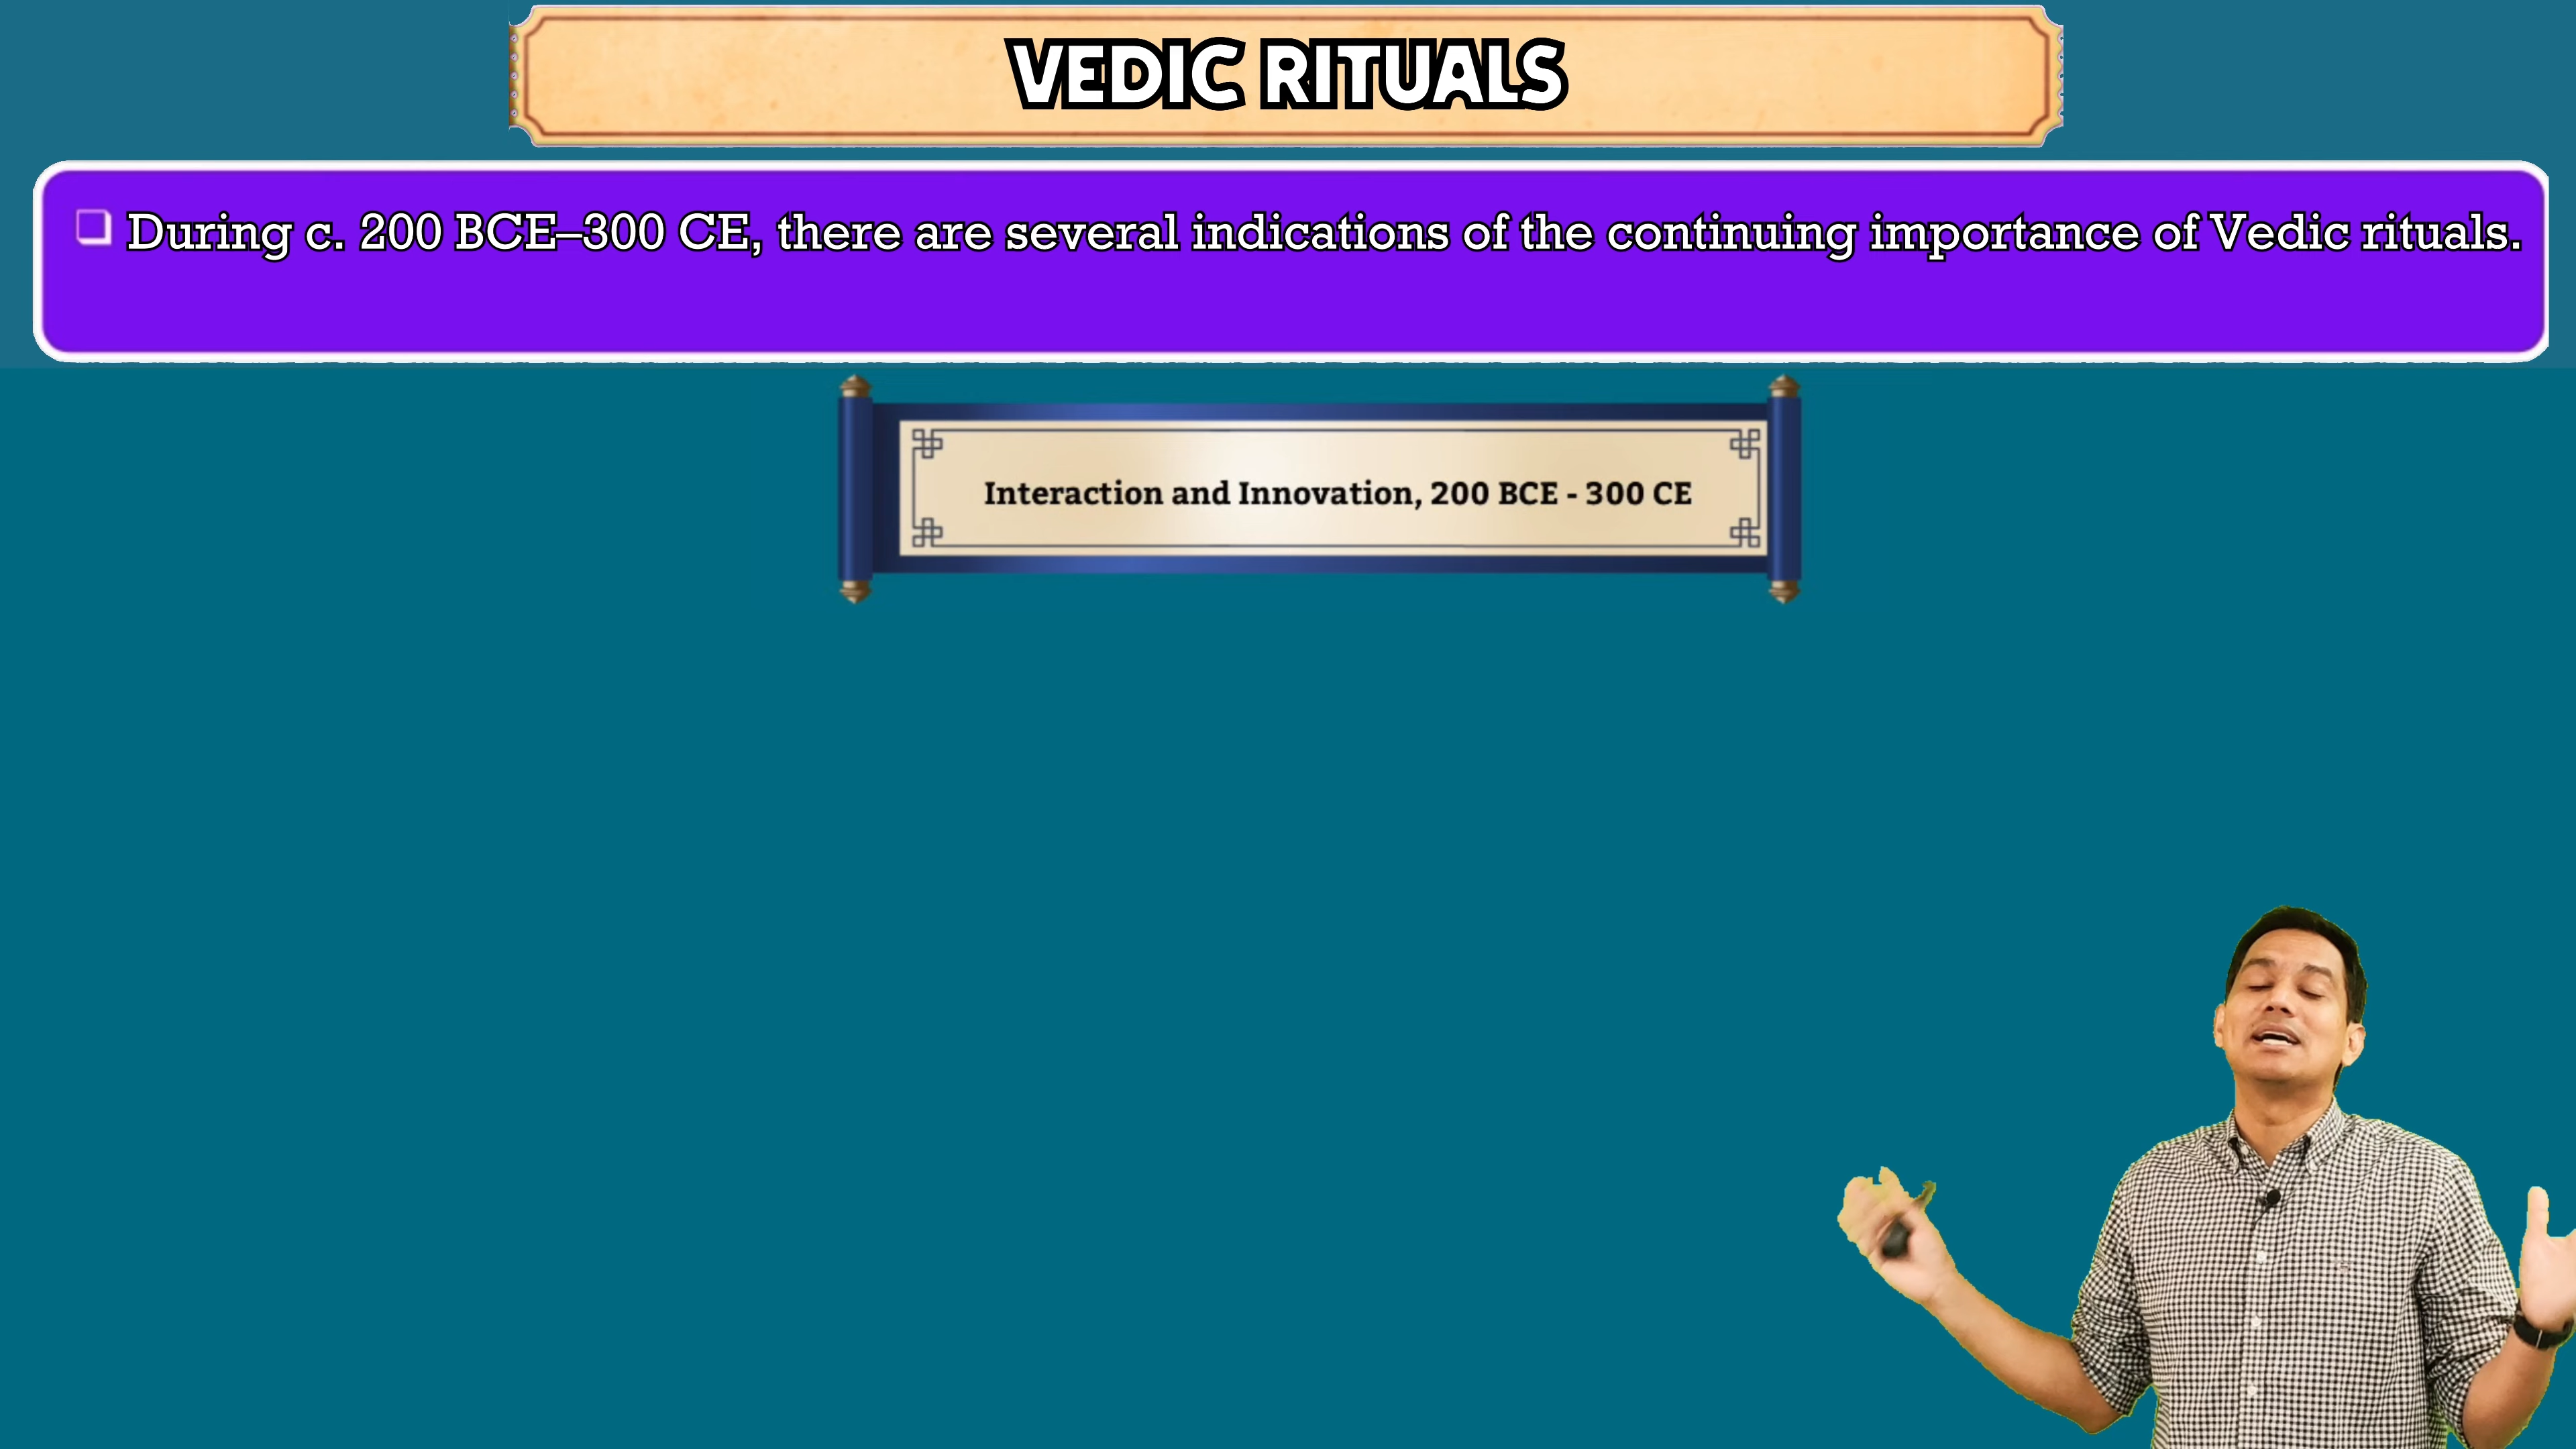 VEDIC RITUALS
❑ During c. 200 BCE–300 CE, there are several indications of the continuing importance of Vedic rituals.
Interaction and Innovation, 200 BCE - 300 CE